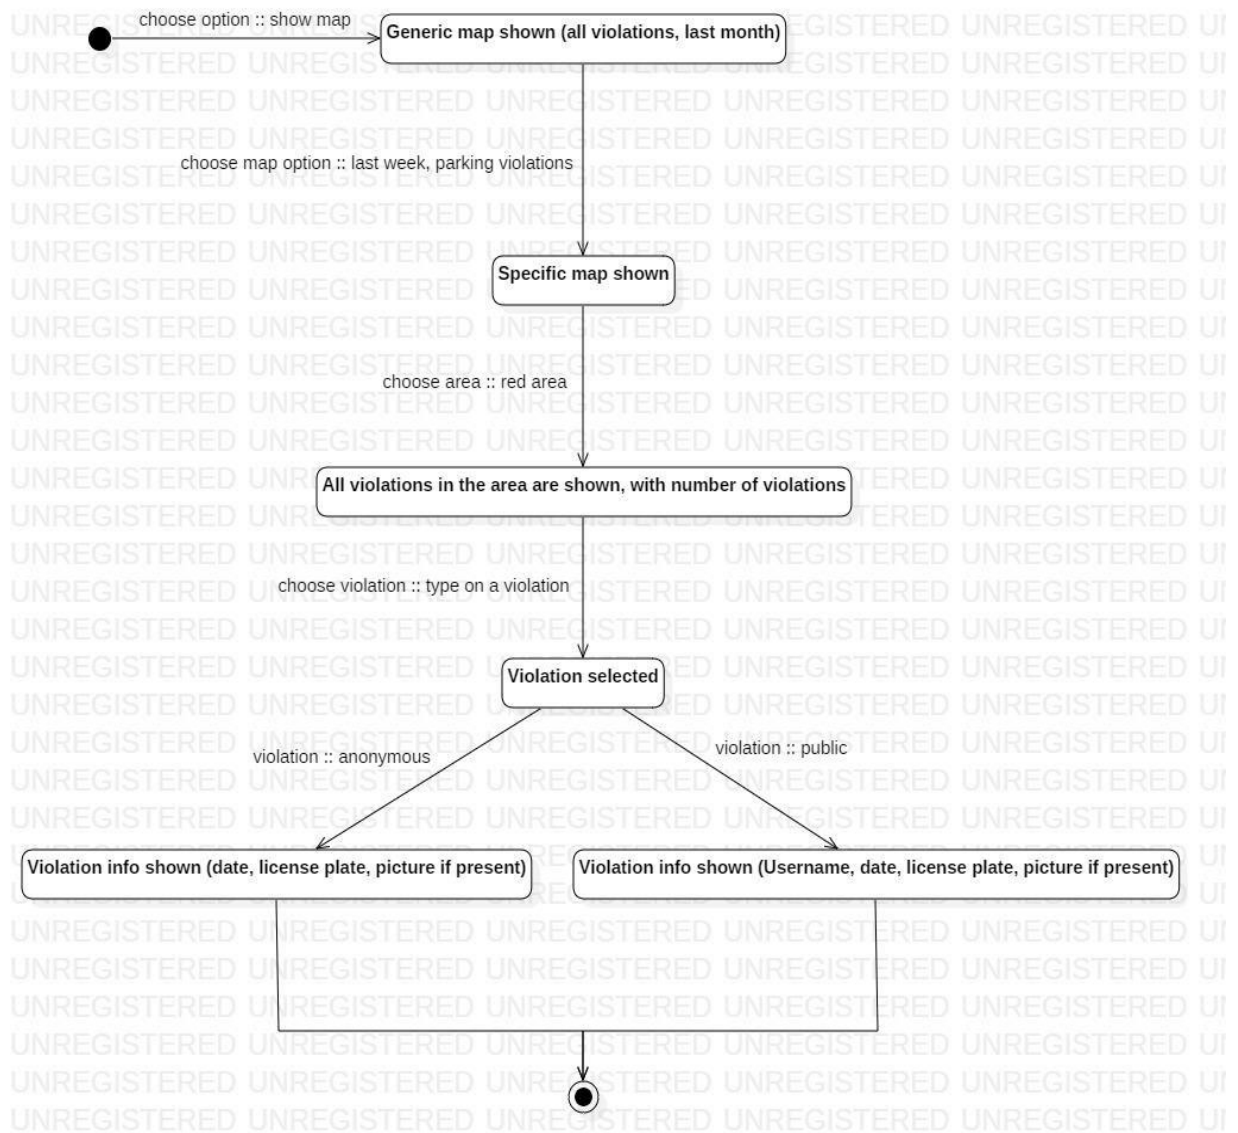 choose option :: show map
Generic map shown (all violations, last month)
choose map option :: last week, parking violations
Specific map shown
choose area :: red area
All violations in the area are shown, with number of violations
choose violation :: type on a violation
Violation selected
violation :: anonymous
violation :: public
Violation info shown (date, license plate, picture if present)
Violation info shown (Username, date, license plate, picture if present)
UNREGISTERED